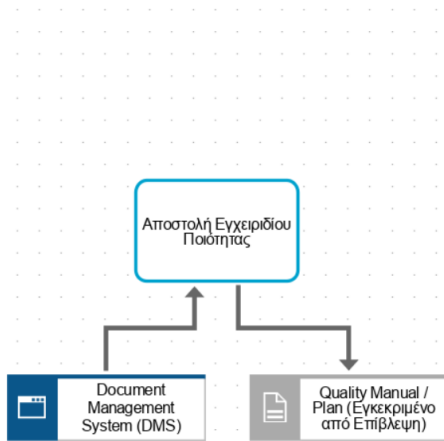 Αποστολή Εγχειριδίου
Ποιότητας
Document
Management
System (DMS)
Quality Manual /
Plan (Εγκεκριμένο
από Επίβλεψη)